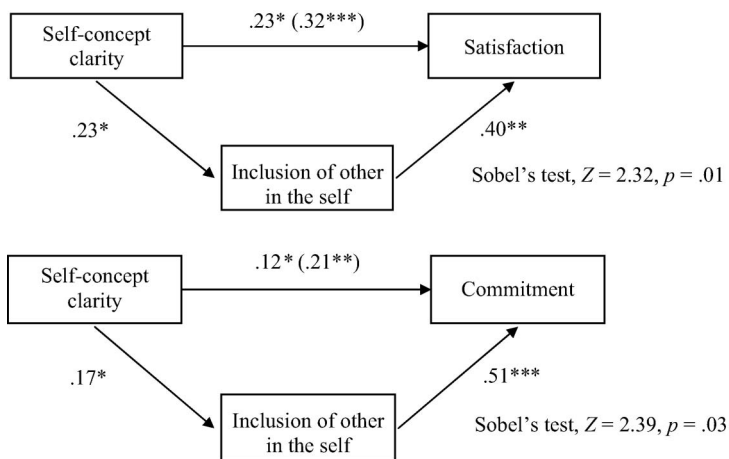 .23* (.32***)
Self-concept
clarity
Satisfaction
.23*
.40**
Inclusion of other
in the self
Sobel’s test, Z = 2.32, p = .01
.12* (.21**)
Self-concept
clarity
Commitment
.17*
.51***
Inclusion of other
in the self
Sobel’s test, Z = 2.39, p = .03